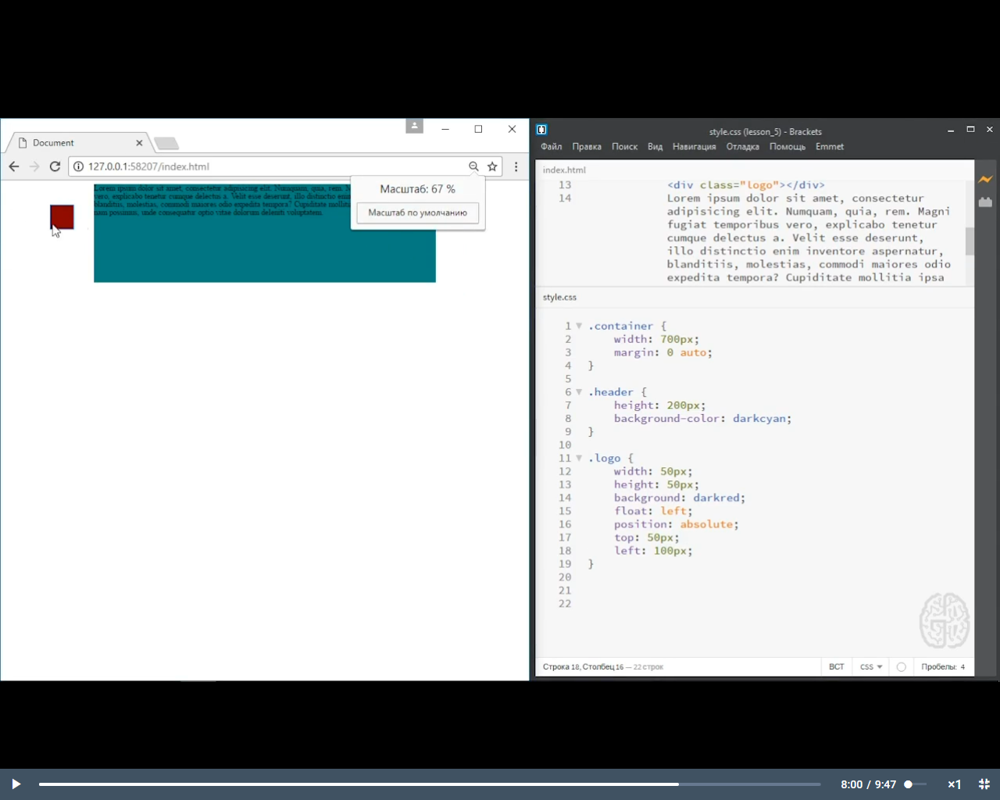 Document
127.0.0.1:58207/index.html
Lorem ipsum dolor sit amet, consectetur adipisicing elit. Numquam, quia, rem.
vero, explicabo tenetur cumque delectus a. Velit esse deserunt, illo distinctio
blanditiis, molestias, commodi maiores odio expedita tempora? Cupiditate
nam possimus, unde consequatur optio vitae dolorum deleniti voluptatem.
Масштаб: 67 %
Масштаб по умолчанию
style.css (lesson_5) - Brackets
Файл Правка Поиск Вид Навигация Отладка Помощь Emmet
index.html
13 <div class="logo"></div>
14 Lorem ipsum dolor sit amet, consectetur
adipisicing elit. Numquam, quia, rem. Magni
fugiat temporibus vero, explicabo tenetur
cumque delectus a. Velit esse deserunt,
illo distinctio enim inventore aspernatur,
blanditiis, molestias, commodi maiores odio
expedita tempora? Cupiditate mollitia ipsa
style.css
1 .container {
2 width: 700px;
3 margin: 0 auto;
4 }
5
6 .header {
7 height: 200px;
8 background-color: darkcyan;
9 }
10
11 .logo {
12 width: 50px;
13 height: 50px;
14 background: darkred;
15 float: left;
16 position: absolute;
17 top: 50px;
18 left: 100px;
19 }
20
21
22
Строка 18, Столбец 16 — 22 строк
ВСТ CSS Пробелы: 4
8:00 / 9:47 ×1